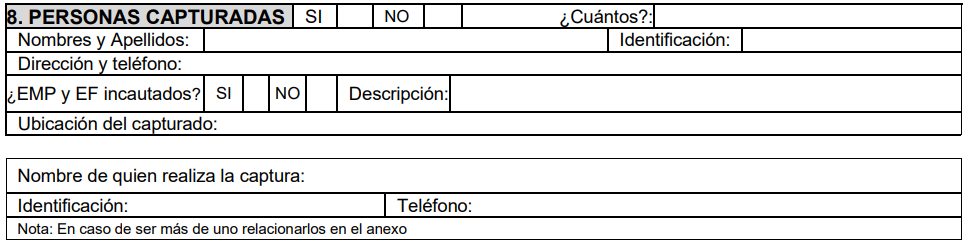 8. PERSONAS CAPTURADAS SI NO ¿Cuántos?:
Nombres y Apellidos: Identificación:
Dirección y teléfono:
¿EMP y EF incautados? SI NO Descripción:
Ubicación del capturado:
Nombre de quien realiza la captura:
Identificación: Teléfono:
Nota: En caso de ser más de uno relacionarlos en el anexo